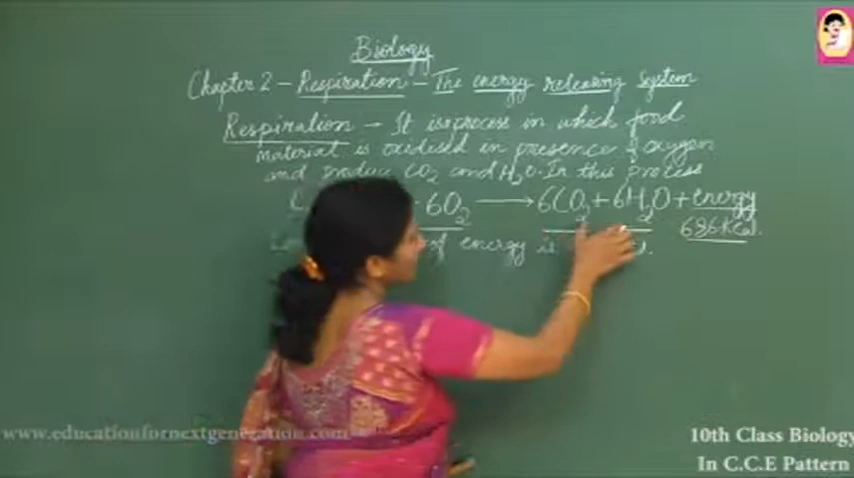 Biology
Chapter 2 - Respiration - The energy releasing System
Respiration - It is process in which food
material is oxidised in presence of oxygen
and produce CO2 and H2O. In this process
6O2 ⟶ 6CO2 + 6H2O + energy
686 KCal.
of energy is
www.educationfornextgeneration.com
10th Class Biology
In C.C.E Pattern